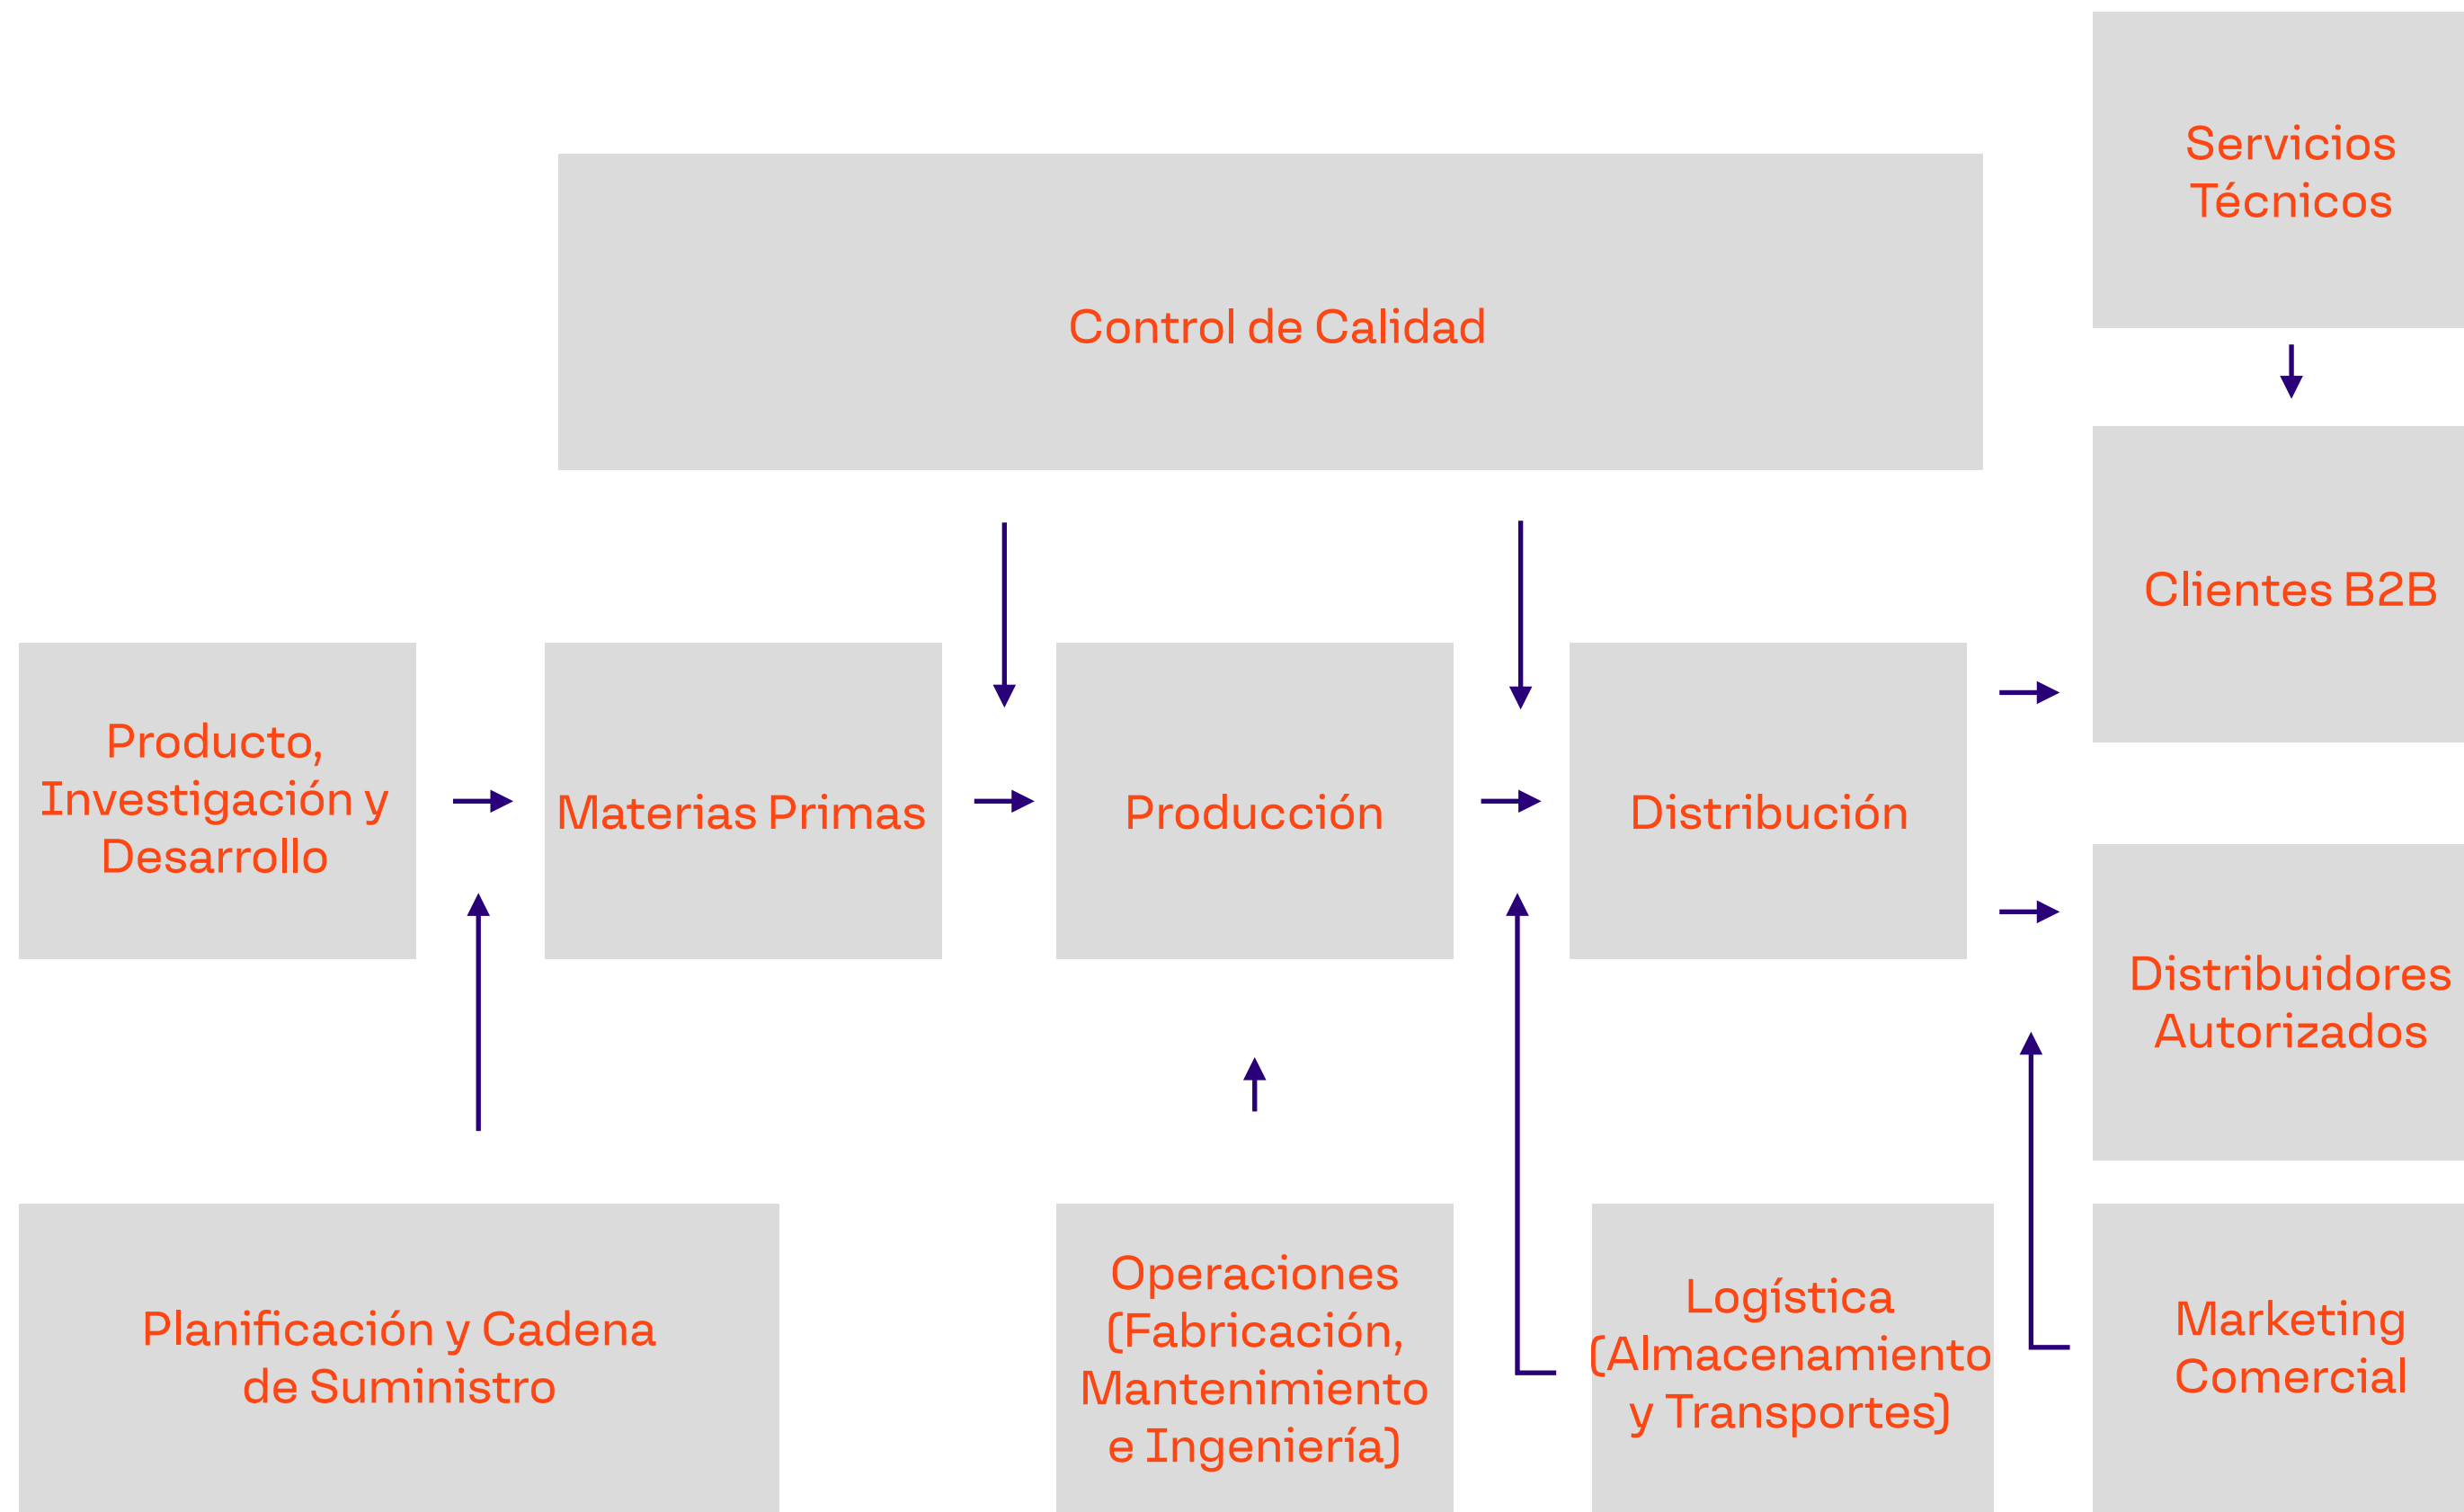 Servicios
Técnicos
Control de Calidad
Clientes B2B
Producto,
Investigación y
Desarrollo
Materias Primas
Producción
Distribución
Distribuidores
Autorizados
Planificación y Cadena
de Suministro
Operaciones
(Fabricación,
Mantenimiento
e Ingeniería)
Logística
(Almacenamiento
y Transportes)
Marketing
Comercial